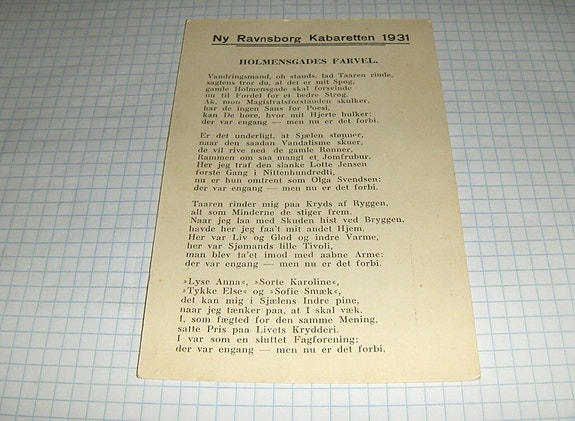 Ny Ravnsborg Kabaretten 1931
HOLMENSGADES FARVEL.
Vandringsmand, oh stands, lad Taaren rinde,
sagtens tror du, at det er mit Spøg,
gamle Holmensgade skal forsvinde
nu til Fordel for et bedre Strøg.
Ak, mon Magistratsforstanden skulker,
har de ingen Sans for Poesi,
kan De høre, hvor mit Hjerte hulker:
der var engang — men nu er det forbi.
Er det underligt, at Sjælen stønner,
naar den saadan Vandalisme skuer,
de vil rive ned de gamle Rønner,
Rammen om saa mangt et Jomfrubur.
Her jeg traf den slanke Lotte Jensen
første Gang i Nittenhundredti,
nu er hun omtrent som Olga Svendsen:
der var engang — men nu er det forbi.
Taaren rinder mig paa Kryds af Ryggen,
alt som Minderne de stiger frem.
Naar jeg laa med Skuden hist ved Bryggen,
havde her jeg faa't mit andet Hjem.
Her var Liv og Glød og indre Varme,
her var Sjømands lille Tivoli,
man blev ta'et imod med aabne Arme:
der var engang — men nu er det forbi.
»Lyse Anna«, »Sorte Karoline«,
»Tykke Else« og »Sofie Smæk«,
det kan mig i Sjælens Indre pine,
naar jeg tænker paa, at I skal væk.
I, som fægted for den samme Mening,
satte Pris paa Livets Krydderi.
I var som en sluttet Fagforening:
der var engang — men nu er det forbi.